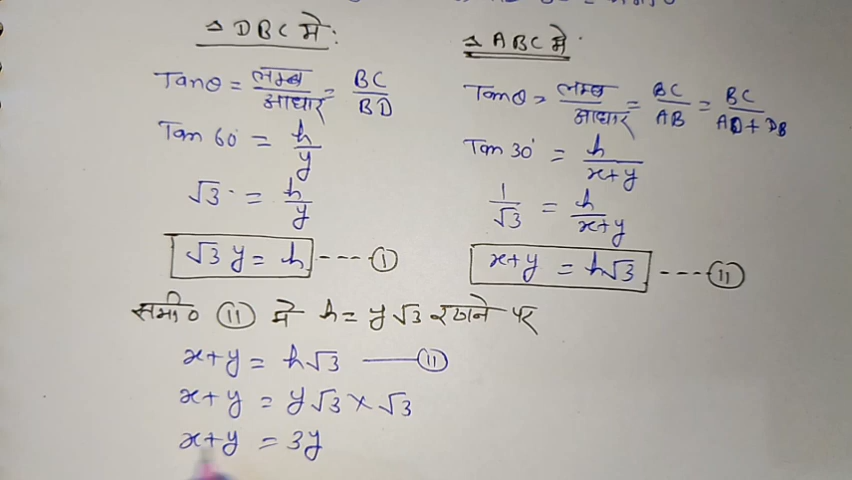 △ DBC मे:
Tanθ = लम्ब/आधार = BC/BD
Tan 60° = h/y
√3 = h/y
√3 y = h ---- (I)
△ ABC मे
Tanθ = लम्ब/आधार = BC/AB = BC/AD+DB
Tan 30° = h/x+y
1/√3 = h/x+y
x+y = h√3 --- (II)
समी० (II) मे h = y√3 रखने पर
x+y = h√3 —— (II)
x+y = y√3 × √3
x+y = 3y